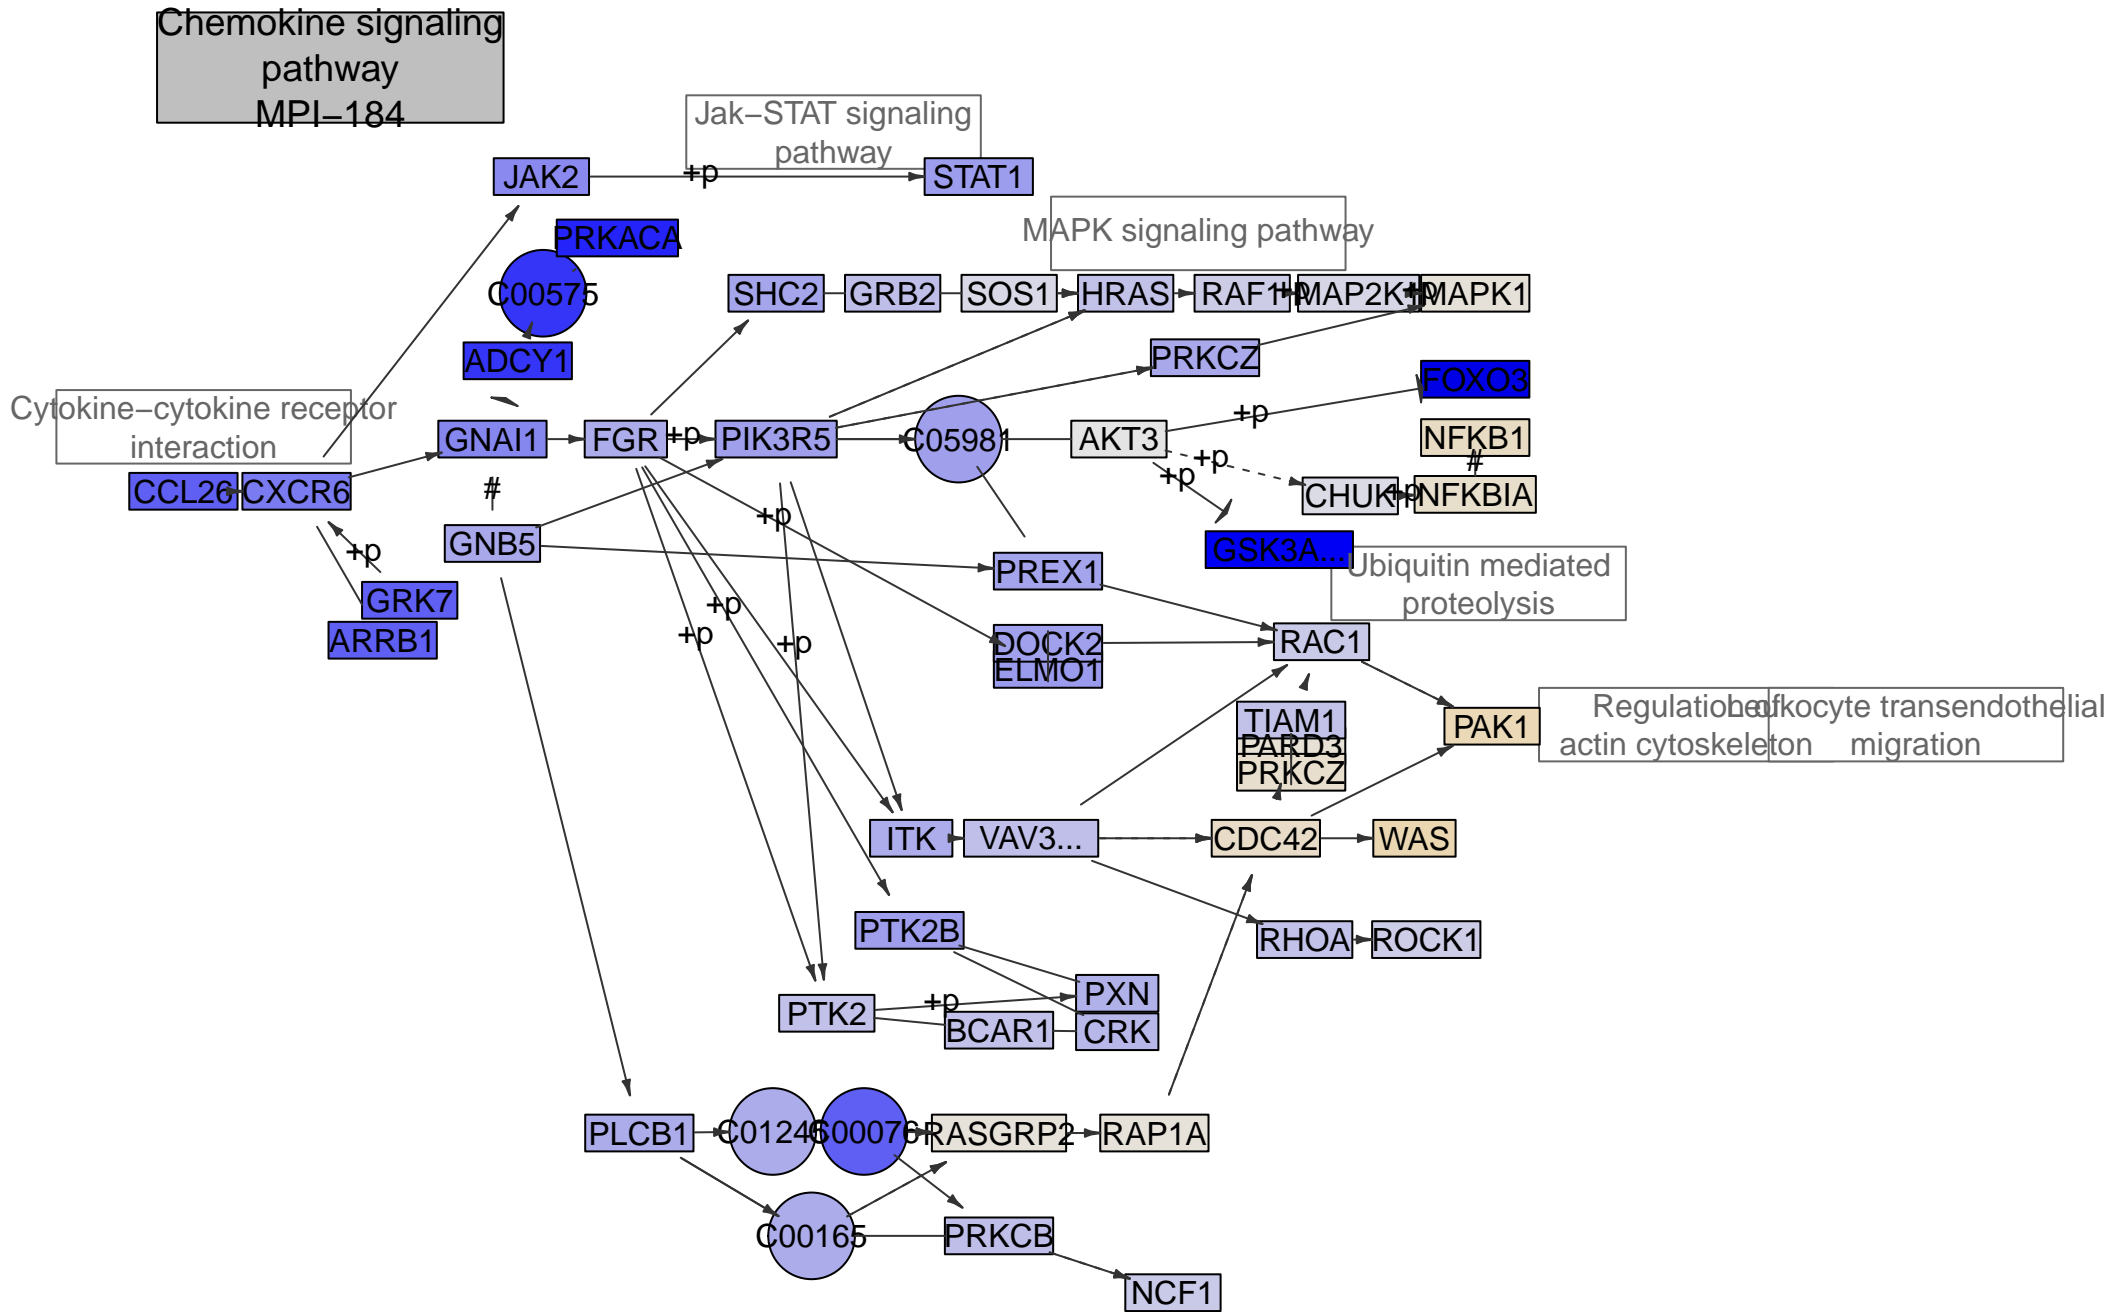 Chemokine signaling
pathway
MPI−184
Jak−STAT signaling
pathway
JAK2
+p
STAT1
PRKACA
MAPK signaling pathway
C00575
SHC2
GRB2
SOS1
HRAS
RAF1
+p
MAP2K1
+p
MAPK1
ADCY1
PRKCZ
FOXO3
Cytokine−cytokine receptor
interaction
+p
GNAI1
FGR
+p
PIK3R5
C05981
AKT3
NFKB1
+p
#
CCL26
CXCR6
#
+p
CHUK
+p
NFKBIA
+p
GNB5
+p
GSK3A...
PREX1
Ubiquitin mediated
proteolysis
GRK7
+p
ARRB1
+p
+p
DOCK2
ELMO1
RAC1
TIAM1
PARD3
PRKCZ
PAK1
Regulation of
actin cytoskeleton
Leukocyte transendothelial
migration
ITK
VAV3...
CDC42
WAS
PTK2B
RHOA
ROCK1
PTK2
+p
PXN
BCAR1
CRK
PLCB1
C01245
C00076
RASGRP2
RAP1A
C00165
PRKCB
NCF1